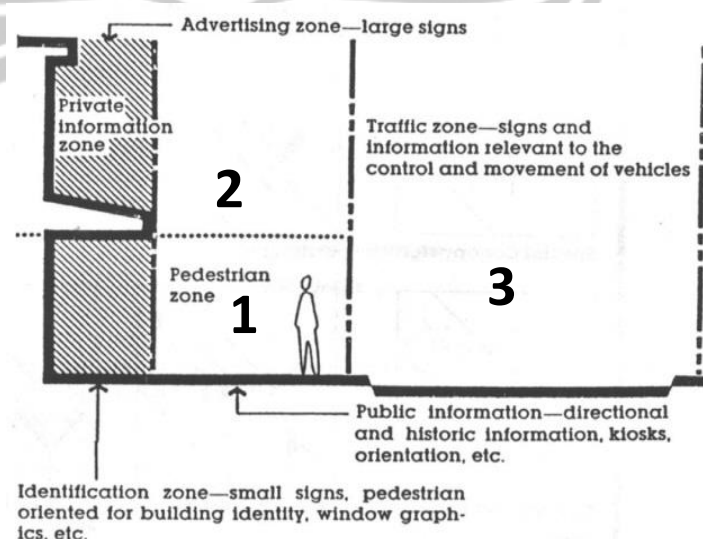 Advertising zone—large signs
Private
information
zone
Traffic zone—signs and
information relevant to the
control and movement of vehicles
2
Pedestrian
zone
1
3
Public information—directional
and historic information, kiosks,
orientation, etc.
Identification zone—small signs, pedestrian
oriented for building identity, window graph-
ics, etc.